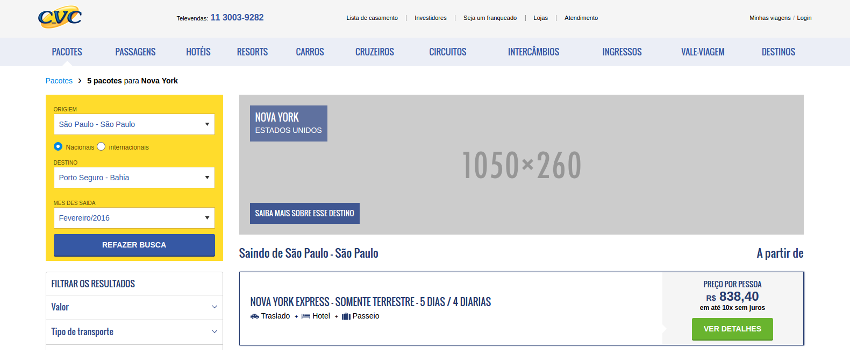 CVC
Televendas: 11 3003-9282
Lista de casamento | Investidores | Seja um franqueado | Lojas | Atendimento
Minhas viagens / Login
PACOTES PASSAGENS HOTÉIS RESORTS CARROS CRUZEIROS CIRCUITOS INTERCÂMBIOS INGRESSOS VALE-VIAGEM DESTINOS
Pacotes > 5 pacotes para Nova York
ORIGEM
São Paulo - São Paulo
Nacionais internacionais
DESTINO
Porto Seguro - Bahia
MES DES SAIDA
Fevereiro/2016
REFAZER BUSCA
FILTRAR OS RESULTADOS
Valor
Tipo de transporte
NOVA YORK
ESTADOS UNIDOS
1050×260
SAIBA MAIS SOBRE ESSE DESTINO
Saindo de São Paulo - São Paulo
A partir de
NOVA YORK EXPRESS - SOMENTE TERRESTRE - 5 DIAS / 4 DIARIAS
Traslado + Hotel + Passeio
PREÇO POR PESSOA
R$ 838,40
em até 10x sem juros
VER DETALHES